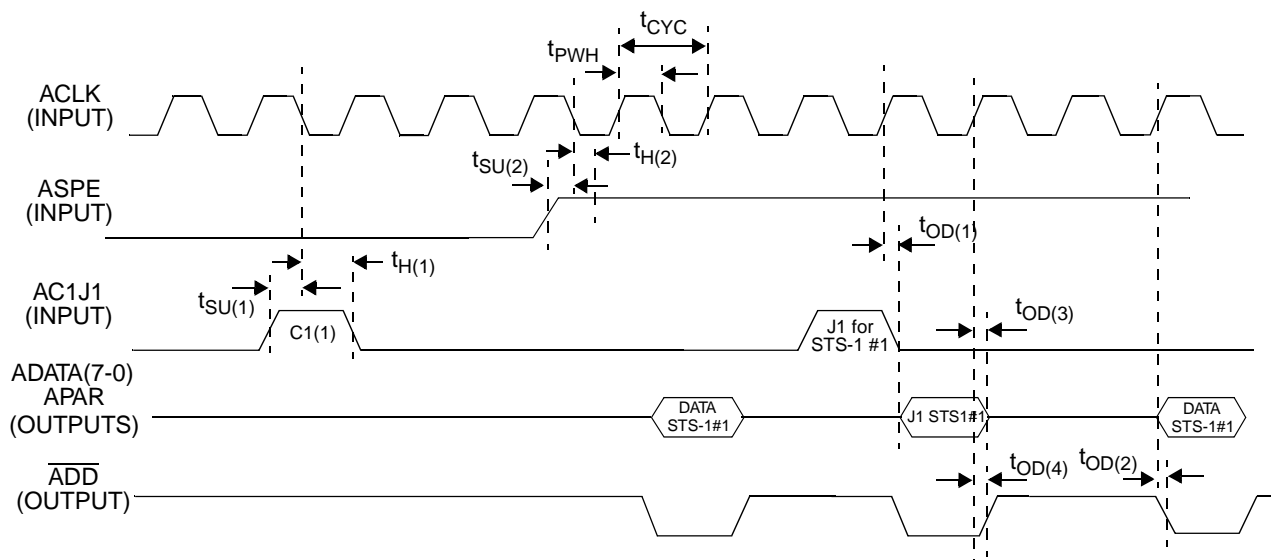 tCYC
tPWH
ACLK
(INPUT)
tSU(2)
tH(2)
ASPE
(INPUT)
tOD(1)
tH(1)
AC1J1
(INPUT)
tSU(1)
C1(1)
J1 for
STS-1 #1
tOD(3)
ADATA(7-0)
APAR
(OUTPUTS)
DATA
STS-1#1
J1 STS1#1
DATA
STS-1#1
ADD
(OUTPUT)
tOD(4)
tOD(2)